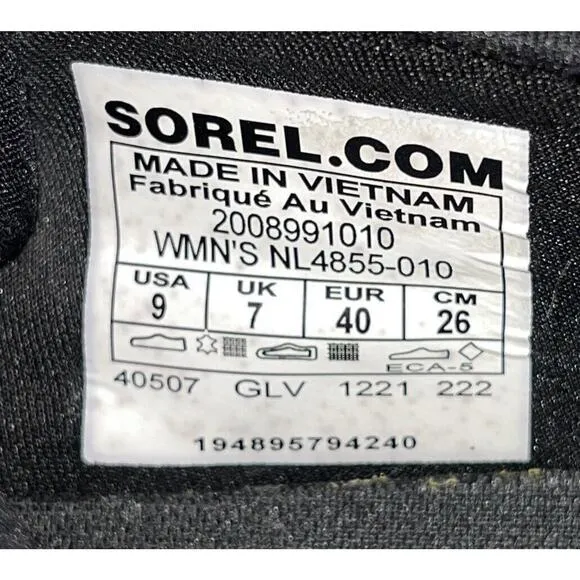 SOREL.COM
MADE IN VIETNAM
Fabriqué Au Vietnam
2008991010
WMN'S NL4855-010
USA UK EUR CM
9 7 40 26
ECA-5
40507 GLV 1221 222
194895794240